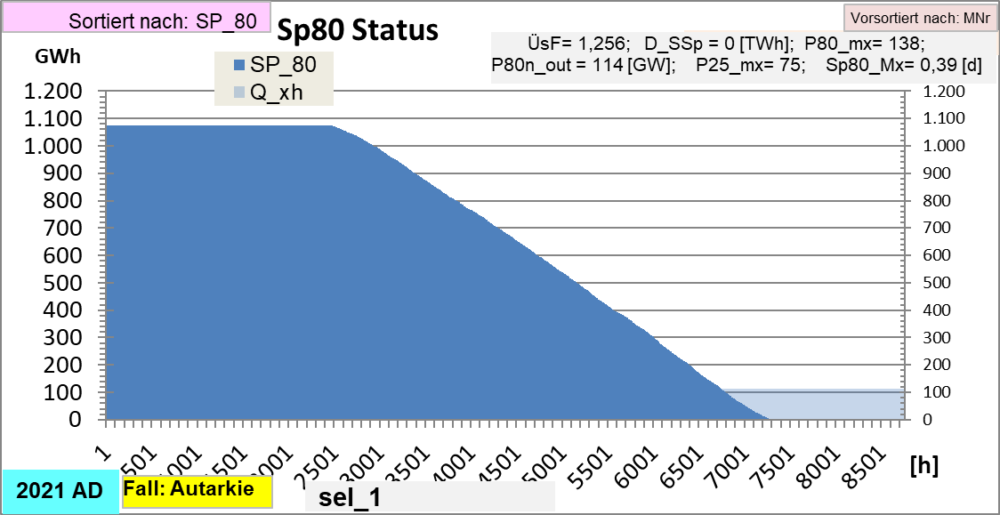 Sortiert nach: SP_80
Sp80 Status
Vorsortiert nach: MNr
ÜsF= 1,256; D_SSp = 0 [TWh]; P80_mx= 138;
P80n_out = 114 [GW]; P25_mx= 75; Sp80_Mx= 0,39 [d]
GWh
SP_80
Q_xh
1.200 1.200
1.100 1.100
1.000 1.000
900 900
800 800
700 700
600 600
500 500
400 400
300 300
200 200
100 100
0 0
1 501 001 501 001 2501 3001 3501 4001 4501 5001 5501 6001 6501 7001 7501 8001 8501
[h]
2021 AD
Fall: Autarkie
sel_1